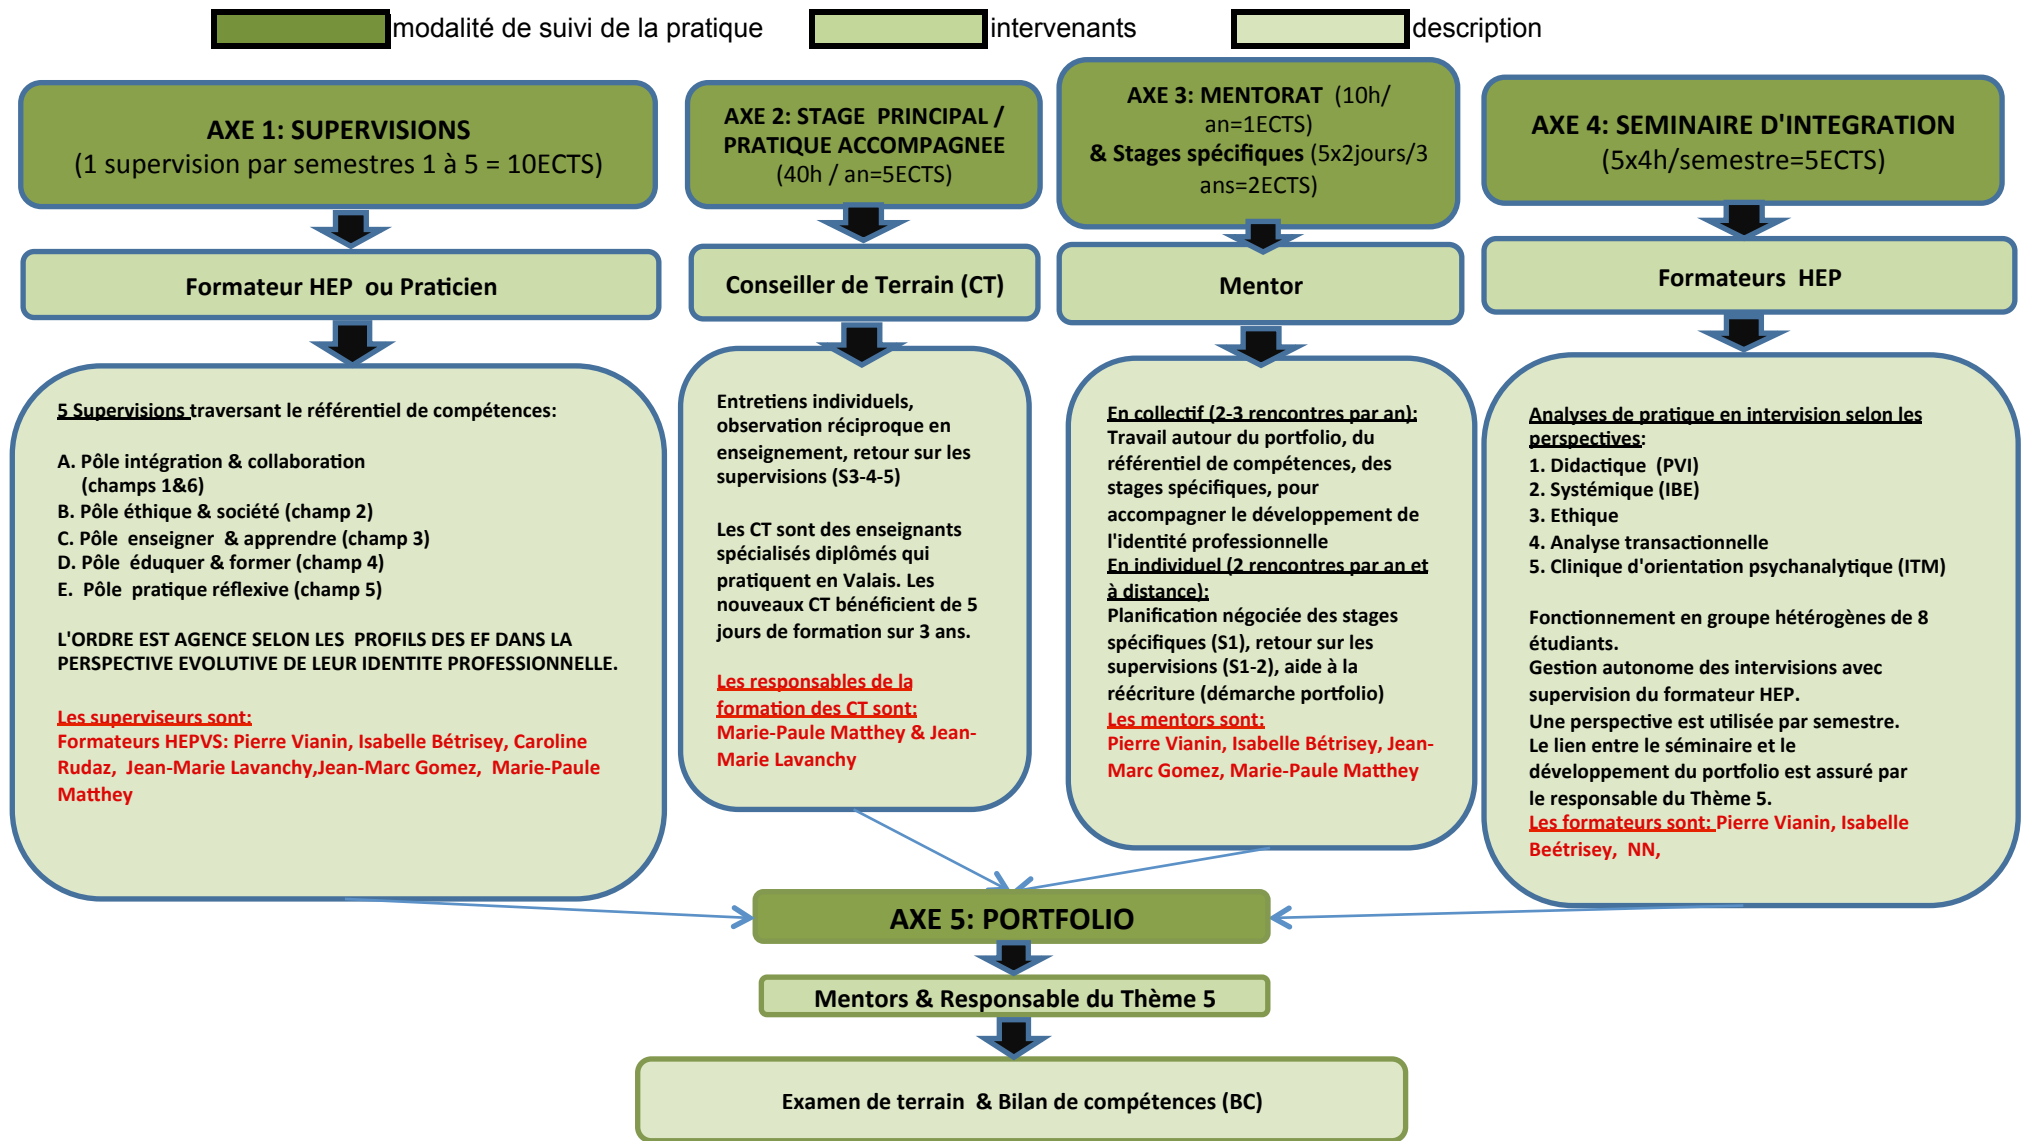 modalité de suivi de la pratique
intervenants
description
AXE 1: SUPERVISIONS
(1 supervision par semestres 1 à 5 = 10ECTS)
Formateur HEP ou Praticien
5 Supervisions traversant le référentiel de compétences:
A. Pôle intégration & collaboration
(champs 1&6)
B. Pôle éthique & société (champ 2)
C. Pôle enseigner & apprendre (champ 3)
D. Pôle éduquer & former (champ 4)
E. Pôle pratique réflexive (champ 5)
L'ORDRE EST AGENCE SELON LES PROFILS DES EF DANS LA
PERSPECTIVE EVOLUTIVE DE LEUR IDENTITE PROFESSIONNELLE.
Les superviseurs sont:
Formateurs HEPVS: Pierre Vianin, Isabelle Bétrisey, Caroline
Rudaz, Jean-Marie Lavanchy,Jean-Marc Gomez, Marie-Paule
Matthey
AXE 2: STAGE PRINCIPAL /
PRATIQUE ACCOMPAGNEE
(40h / an=5ECTS)
Conseiller de Terrain (CT)
Entretiens individuels,
observation réciproque en
enseignement, retour sur les
supervisions (S3-4-5)
Les CT sont des enseignants
spécialisés diplômés qui
pratiquent en Valais. Les
nouveaux CT bénéficient de 5
jours de formation sur 3 ans.
Les responsables de la
formation des CT sont:
Marie-Paule Matthey & Jean-
Marie Lavanchy
AXE 3: MENTORAT (10h/
an=1ECTS)
& Stages spécifiques (5x2jours/3
ans=2ECTS)
Mentor
En collectif (2-3 rencontres par an):
Travail autour du portfolio, du
référentiel de compétences, des
stages spécifiques, pour
accompagner le développement de
l'identité professionnelle
En individuel (2 rencontres par an et
à distance):
Planification négociée des stages
spécifiques (S1), retour sur les
supervisions (S1-2), aide à la
réécriture (démarche portfolio)
Les mentors sont:
Pierre Vianin, Isabelle Bétrisey, Jean-
Marc Gomez, Marie-Paule Matthey
AXE 4: SEMINAIRE D'INTEGRATION
(5x4h/semestre=5ECTS)
Formateurs HEP
Analyses de pratique en intervision selon les
perspectives:
1. Didactique (PVI)
2. Systémique (IBE)
3. Ethique
4. Analyse transactionnelle
5. Clinique d'orientation psychanalytique (ITM)
Fonctionnement en groupe hétérogènes de 8
étudiants.
Gestion autonome des intervisions avec
supervision du formateur HEP.
Une perspective est utilisée par semestre.
Le lien entre le séminaire et le
développement du portfolio est assuré par
le responsable du Thème 5.
Les formateurs sont: Pierre Vianin, Isabelle
Beétrisey, NN,
AXE 5: PORTFOLIO
Mentors & Responsable du Thème 5
Examen de terrain & Bilan de compétences (BC)